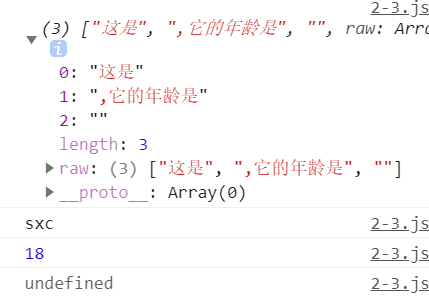 2-3.js
(3) ["这是", ",它的年龄是", "", raw: Arr
i
0: "这是"
1: ",它的年龄是"
2: ""
length: 3
raw: (3) ["这是", ",它的年龄是", ""]
__proto__: Array(0)
sxc 2-3.js
18 2-3.js
undefined 2-3.js